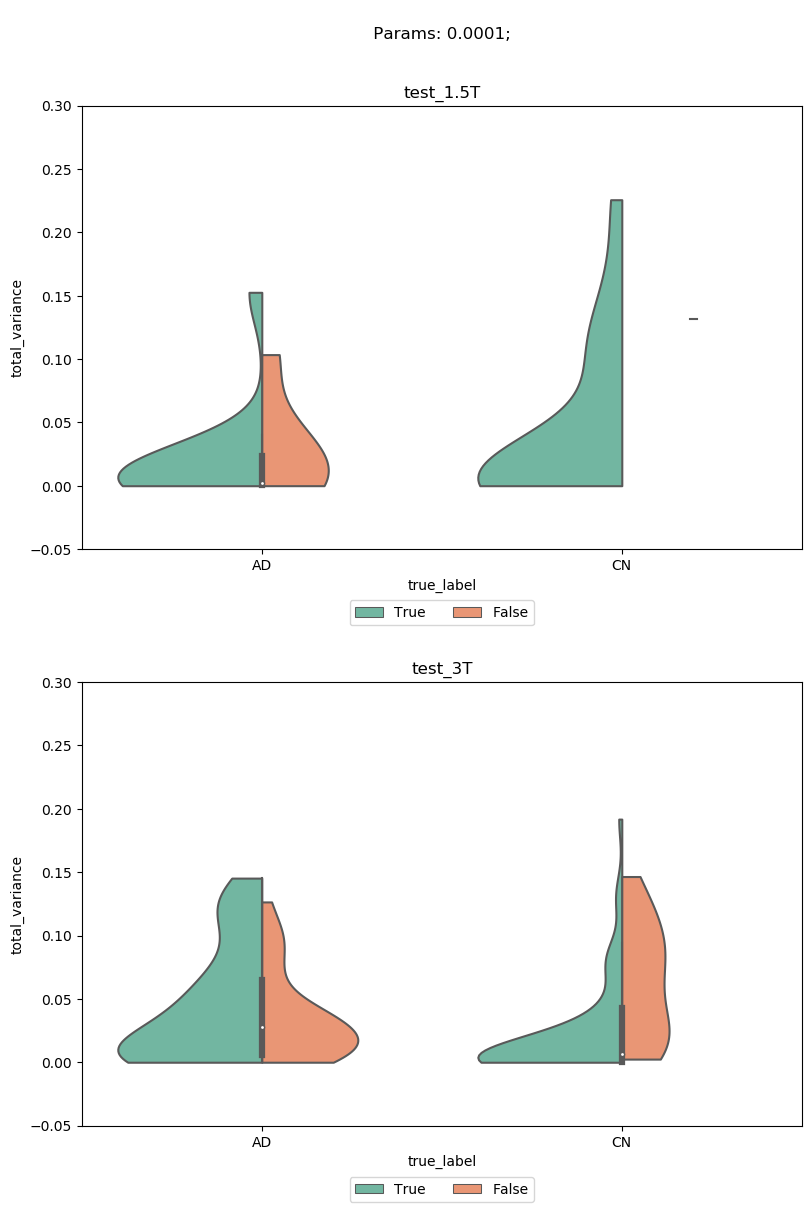 Params: 0.0001;
test_1.5T
0.30
0.25
0.20
0.15
0.10
0.05
0.00
−0.05
total_variance
AD CN
true_label
True False
test_3T
0.30
0.25
0.20
0.15
0.10
0.05
0.00
−0.05
total_variance
AD CN
true_label
True False